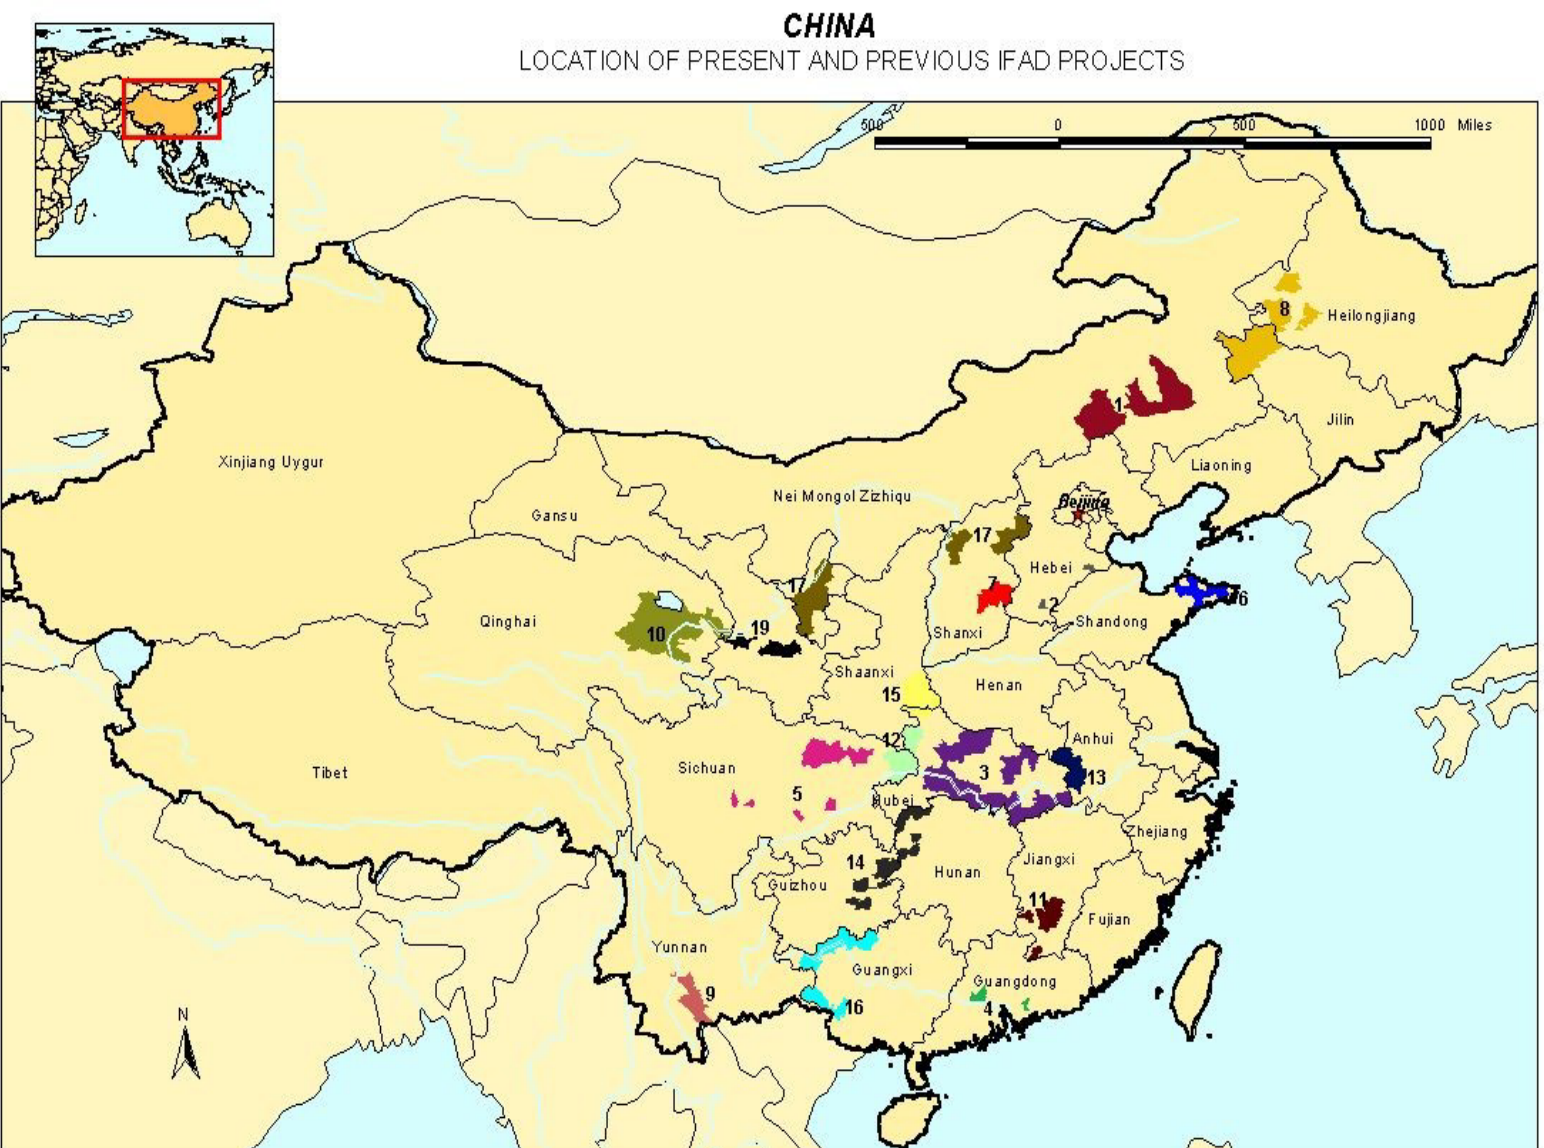 CHINA
LOCATION OF PRESENT AND PREVIOUS IFAD PROJECTS
500 0 500 1000 Miles
8 Heilongjiang
1
Jilin
Xinjiang Uygur
Liaoning
Nei Mongol Zizhiqu
Beijing
Gansu
17
Hebei
17
7
6
2
Qinghai
19
Shandong
10
Shanxi
Shaanxi
15
Henan
12
Anhui
Tibet
Sichuan
3
13
5
Hubei
Zhejiang
14
Jiangxi
Guizhou
Hunan
11
Fujian
Yunnan
Guangxi
Guangdong
9
16
4
N